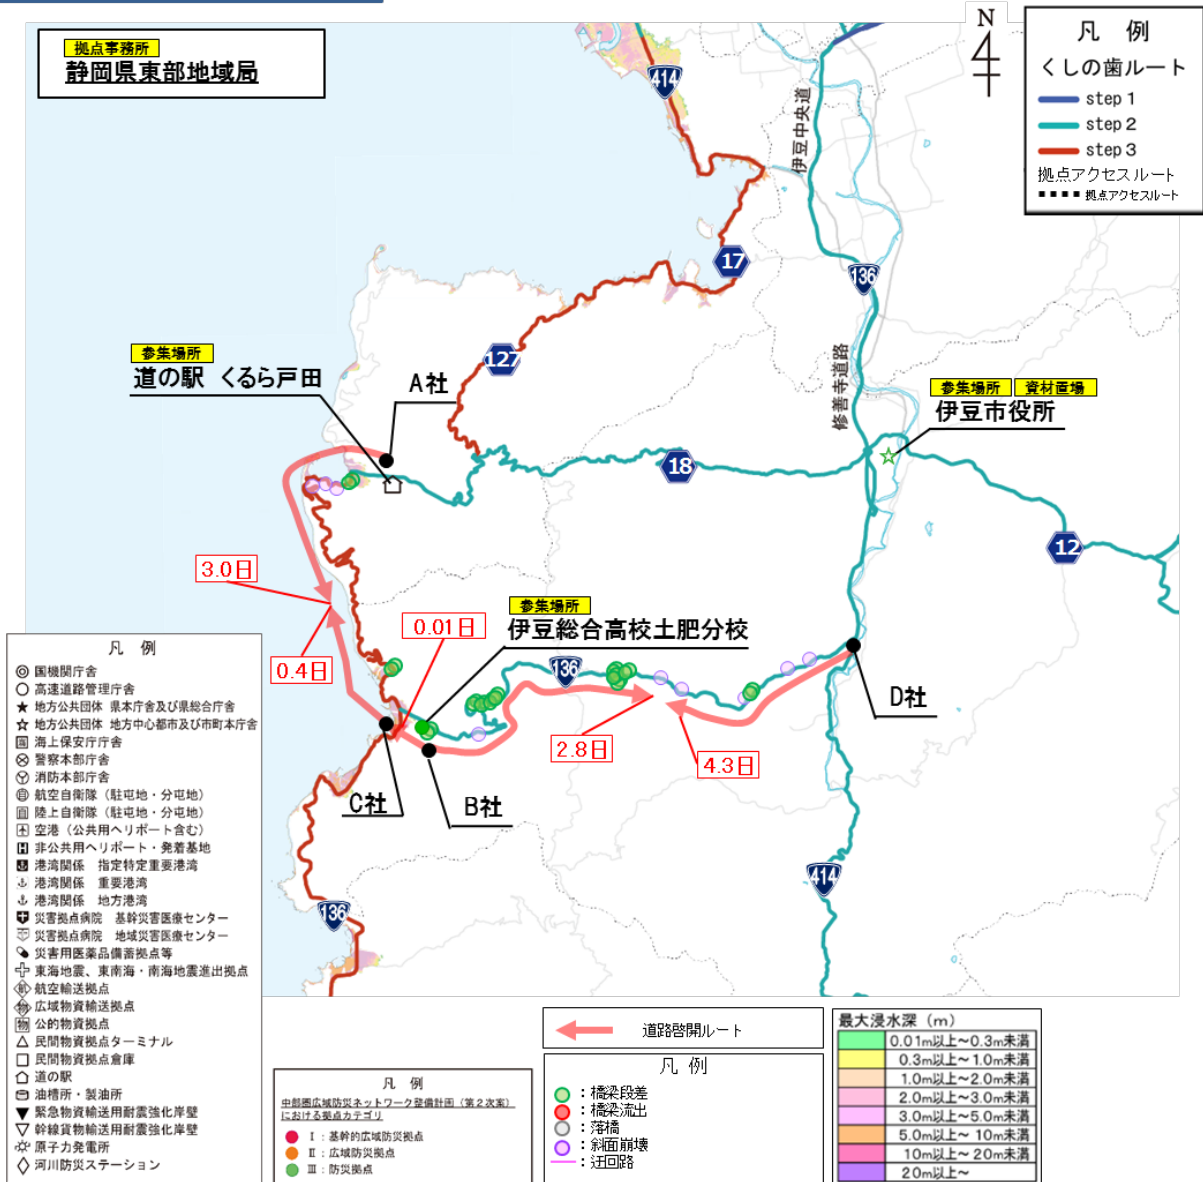 拠点事務所
静岡県東部地域局
N
凡 例
くしの歯ルート
step 1
step 2
step 3
拠点アクセスルート
拠点アクセスルート
414
伊豆中央道
17
136
127
参集場所
道の駅 くるら戸田
A社
修善寺道路
参集場所 資材置場
伊豆市役所
18
12
3.0日
0.4日
0.01日
参集場所
伊豆総合高校土肥分校
136
2.8日
4.3日
D社
C社
B社
414
136
凡 例
国機関庁舎
高速道路管理庁舎
地方公共団体 県本庁舎及び県総合庁舎
地方公共団体 地方中心都市及び市町本庁舎
海上保安庁庁舎
警察本部庁舎
消防本部庁舎
航空自衛隊（駐屯地・分屯地）
陸上自衛隊（駐屯地・分屯地）
空港（公共用ヘリポート含む）
非公共用ヘリポート・発着基地
港湾関係 指定特定重要港湾
港湾関係 重要港湾
港湾関係 地方港湾
災害拠点病院 基幹災害医療センター
災害拠点病院 地域災害医療センター
災害用医薬品備蓄拠点等
東海地震、東南海・南海地震進出拠点
航空輸送拠点
広域物資輸送拠点
公的物資拠点
民間物資拠点ターミナル
民間物資拠点倉庫
道の駅
油槽所・製油所
緊急物資輸送用耐震強化岸壁
幹線貨物輸送用耐震強化岸壁
原子力発電所
河川防災ステーション
凡 例
中部圏広域防災ネットワーク整備計画（第2次案）
における拠点カテゴリ
Ⅰ：基幹的広域防災拠点
Ⅱ：広域防災拠点
Ⅲ：防災拠点
道路啓開ルート
凡 例
：橋梁段差
：橋梁流出
：落橋
：斜面崩壊
：迂回路
最大浸水深（m）
0.01m以上～0.3m未満
0.3m以上～1.0m未満
1.0m以上～2.0m未満
2.0m以上～3.0m未満
3.0m以上～5.0m未満
5.0m以上～10m未満
10m以上～20m未満
20m以上～